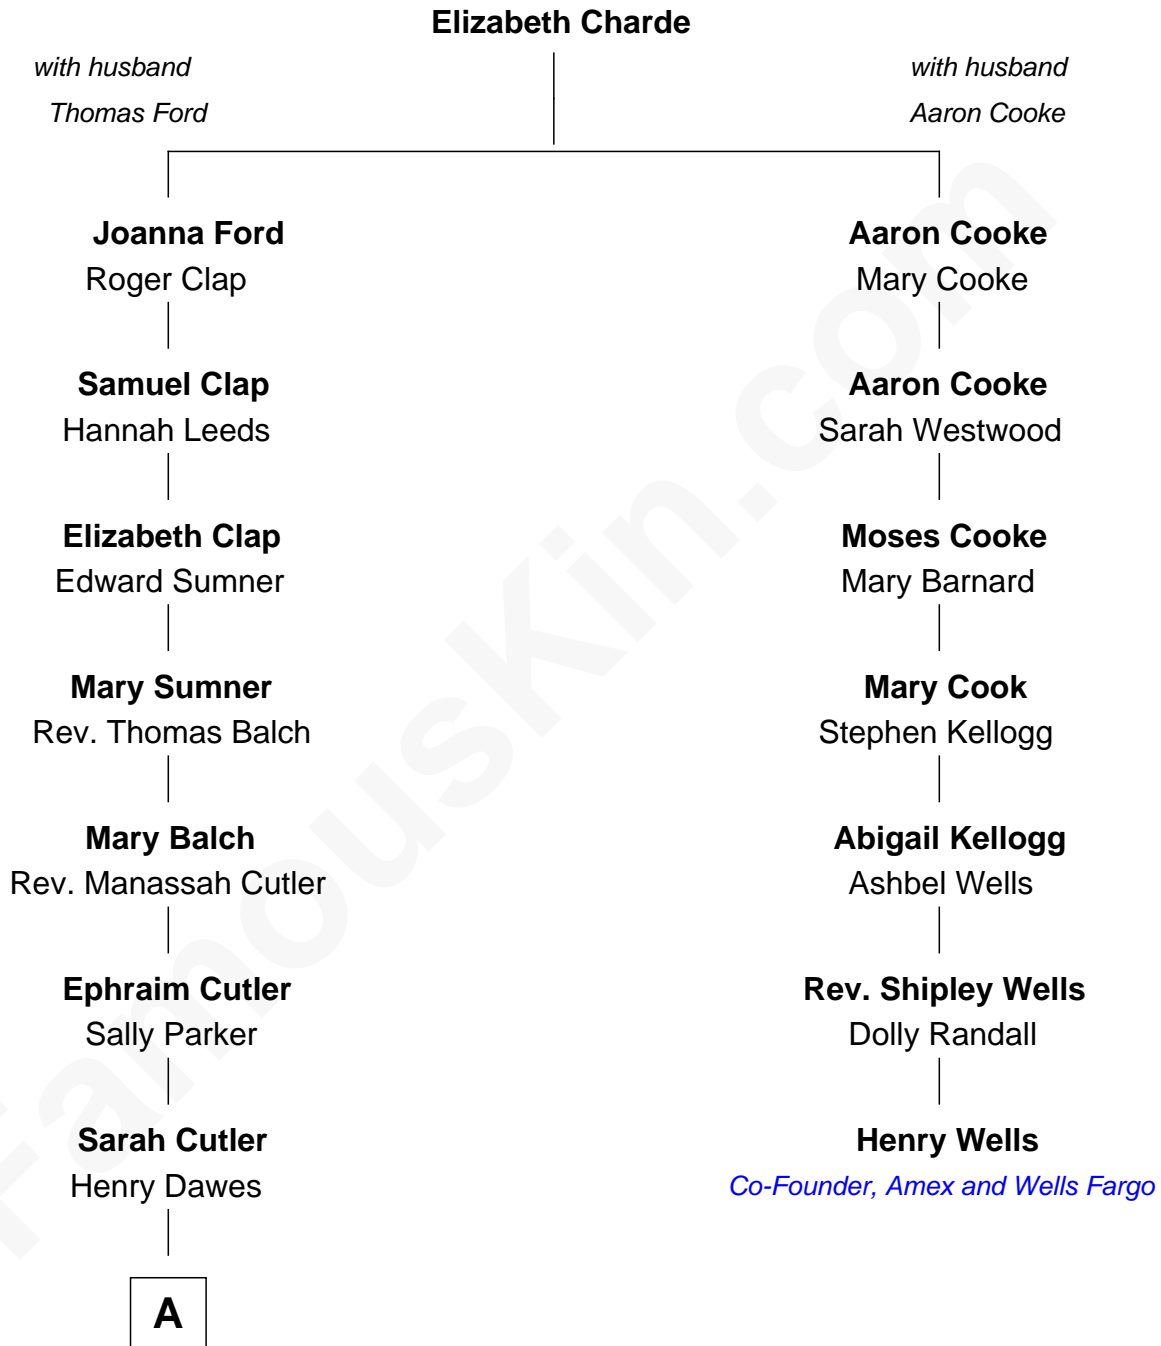 Elizabeth Charde
with husband
Thomas Ford
with husband
Aaron Cooke
Joanna Ford
Roger Clap
Aaron Cooke
Mary Cooke
Samuel Clap
Hannah Leeds
Aaron Cooke
Sarah Westwood
Elizabeth Clap
Edward Sumner
Moses Cooke
Mary Barnard
Mary Sumner
Rev. Thomas Balch
Mary Cook
Stephen Kellogg
Mary Balch
Rev. Manassah Cutler
Abigail Kellogg
Ashbel Wells
Ephraim Cutler
Sally Parker
Rev. Shipley Wells
Dolly Randall
Sarah Cutler
Henry Dawes
Henry Wells
Co-Founder, Amex and Wells Fargo
A
FamousKin.com